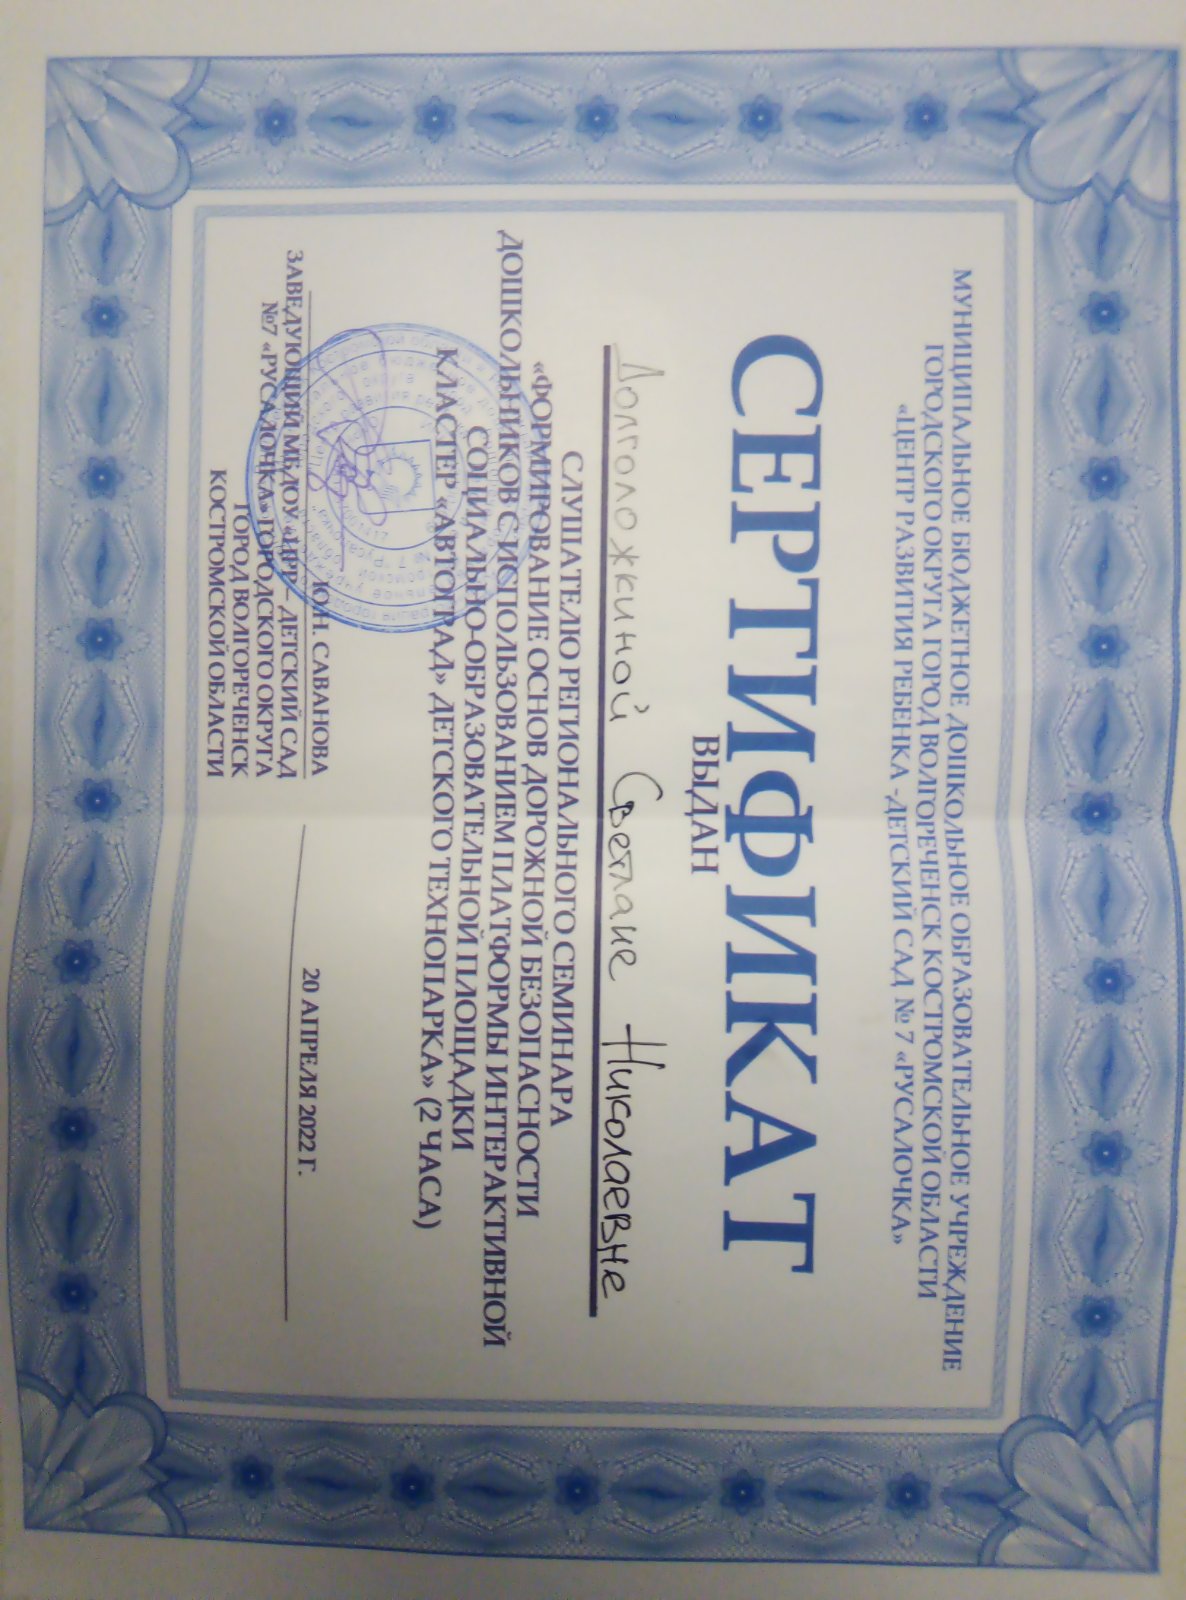 МУНИЦИПАЛЬНОЕ БЮДЖЕТНОЕ ДОШКОЛЬНОЕ ОБРАЗОВАТЕЛЬНОЕ УЧРЕЖДЕНИЕ
ГОРОДСКОГО ОКРУГА ГОРОД ВОЛГОРЕЧЕНСК КОСТРОМСКОЙ ОБЛАСТИ
«ЦЕНТР РАЗВИТИЯ РЕБЕНКА -ДЕТСКИЙ САД № 7 «РУСАЛОЧКА»
СЕРТИФИКАТ
ВЫДАН
Долголожкиной Светлане Николаевне
СЛУШАТЕЛЮ РЕГИОНАЛЬНОГО СЕМИНАРА
«ФОРМИРОВАНИЕ ОСНОВ ДОРОЖНОЙ БЕЗОПАСНОСТИ
ДОШКОЛЬНИКОВ С ИСПОЛЬЗОВАНИЕМ ПЛАТФОРМЫ ИНТЕРАКТИВНОЙ
СОЦИАЛЬНО-ОБРАЗОВАТЕЛЬНОЙ ПЛОЩАДКИ
КЛАСТЕР «АВТОГРАД» ДЕТСКОГО ТЕХНОПАРКА» (2 ЧАСА)
Ю.Н. САВАНОВА
ЗАВЕДУЮЩИЙ МБДОУ «ЦРР – ДЕТСКИЙ САД
№7 «РУСАЛОЧКА» ГОРОДСКОГО ОКРУГА
ГОРОД ВОЛГОРЕЧЕНСК
КОСТРОМСКОЙ ОБЛАСТИ
20 АПРЕЛЯ 2022 Г.